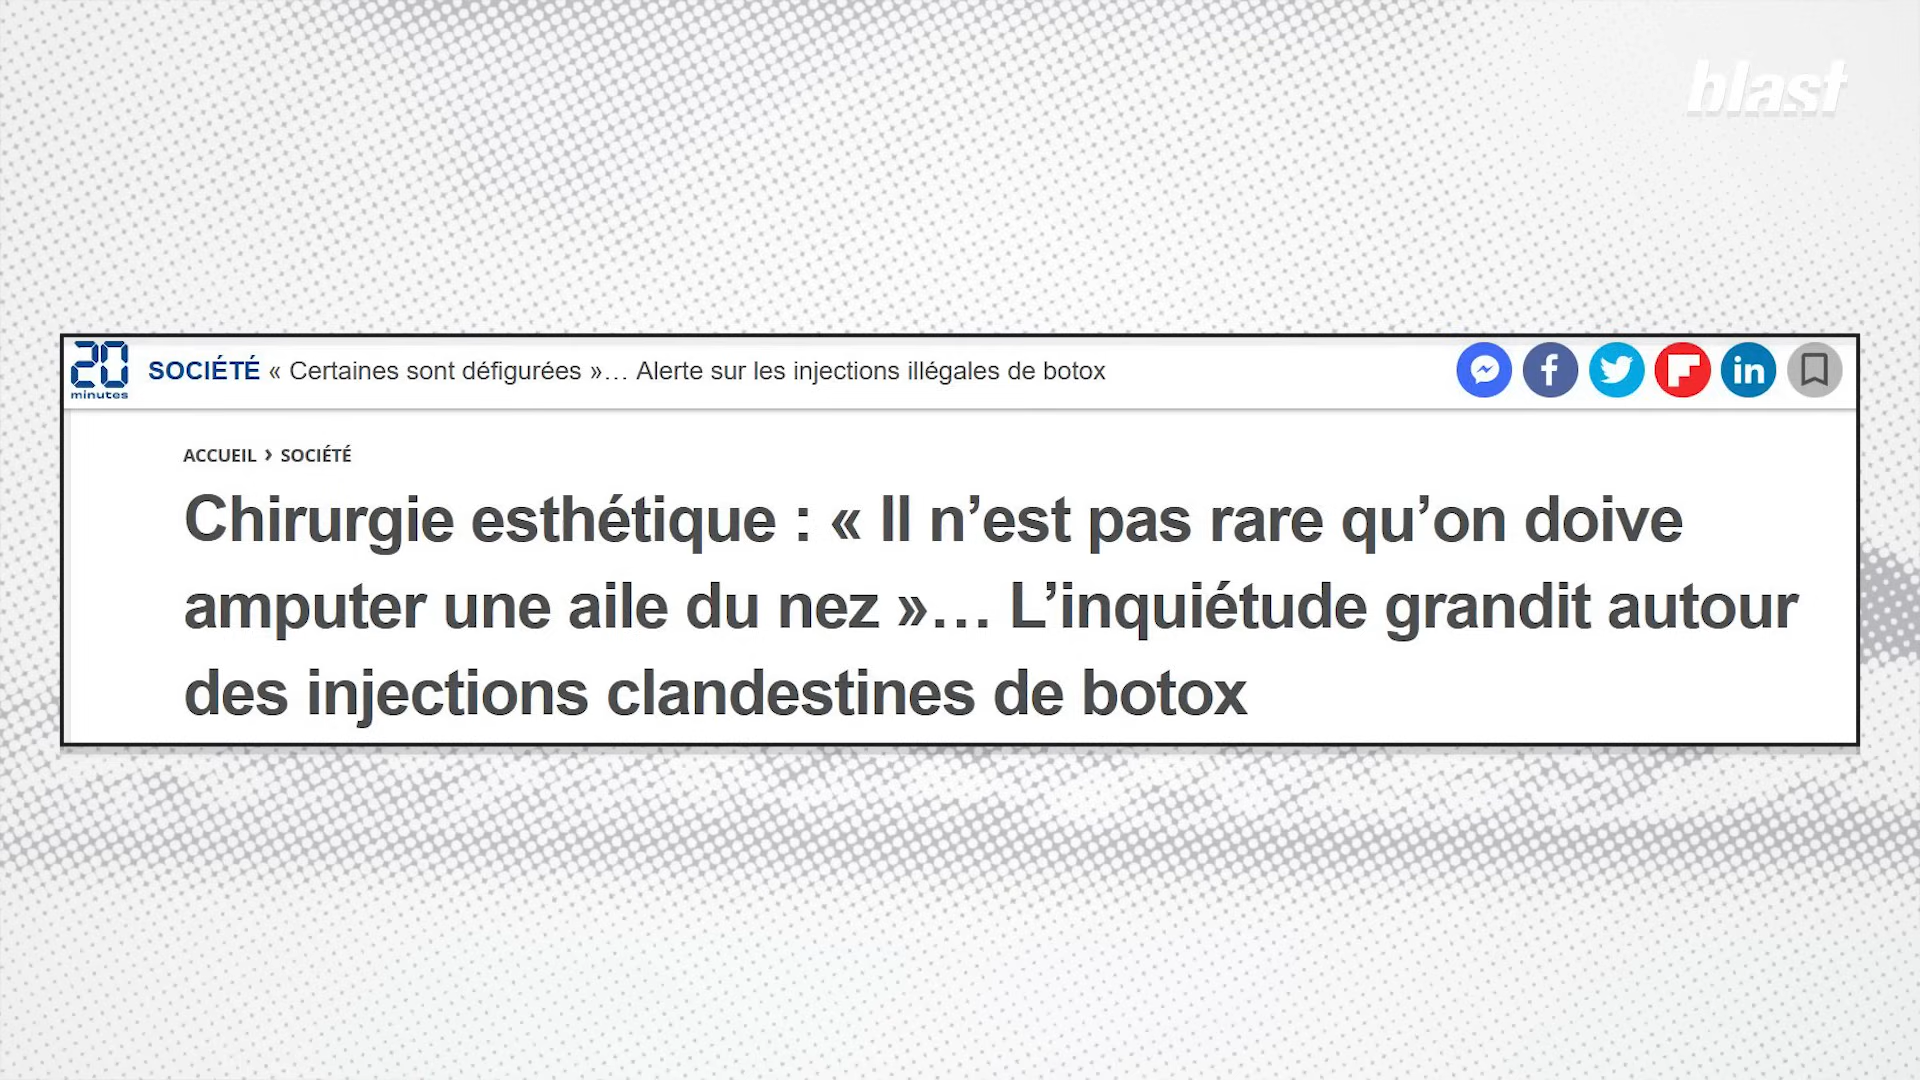 blast
20 minutes
SOCIÉTÉ « Certaines sont défigurées »… Alerte sur les injections illégales de botox
ACCUEIL › SOCIÉTÉ
Chirurgie esthétique : « Il n’est pas rare qu’on doive
amputer une aile du nez »… L’inquiétude grandit autour
des injections clandestines de botox